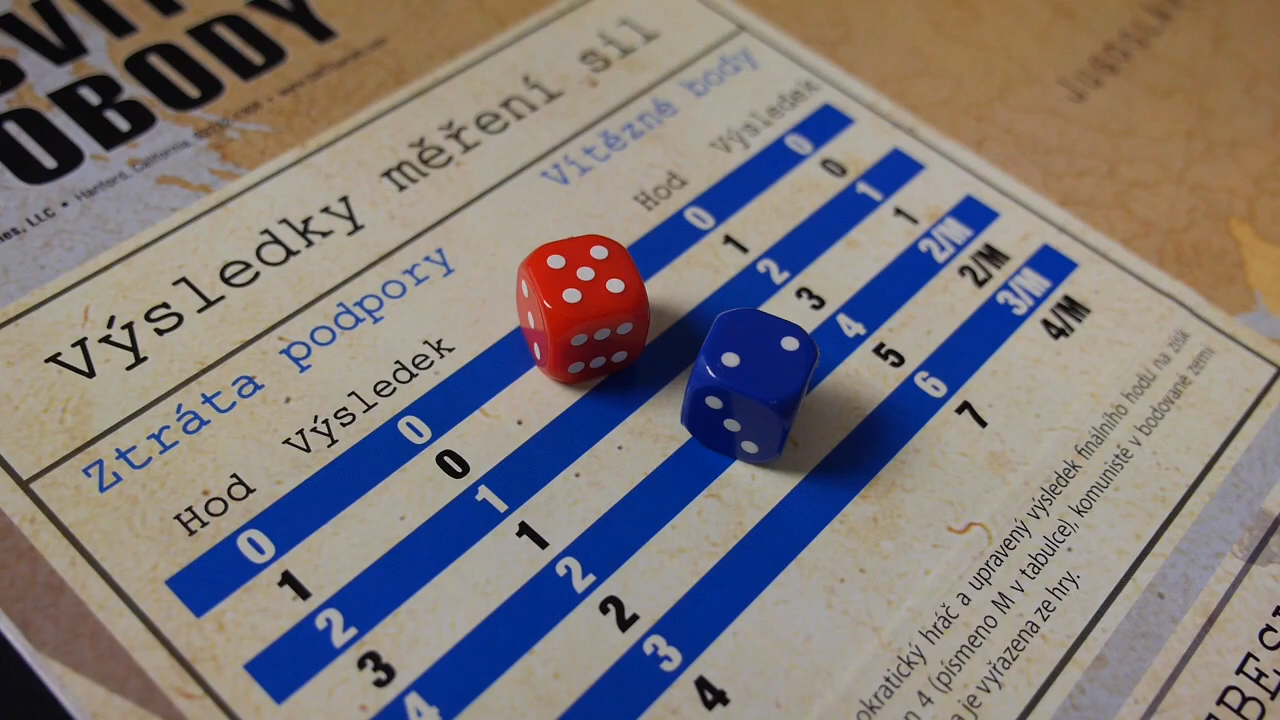 OBODY
Hanford, California
Výsledky měření sil
Ztráta podpory
Vítězné body
Hod Výsledek
Hod Výsledek
0 0
1 0
2 1
3 1
4 2
2
3
4
0 0
1 0
2 1
3 1
4 2/M
5 2/M
6 3/M
7 4/M
hráč a upravený výsledek finálního hodu na zisk
4 (písmeno M v tabulce), komunisté v bodované zemi
a je vyřazena ze hry.